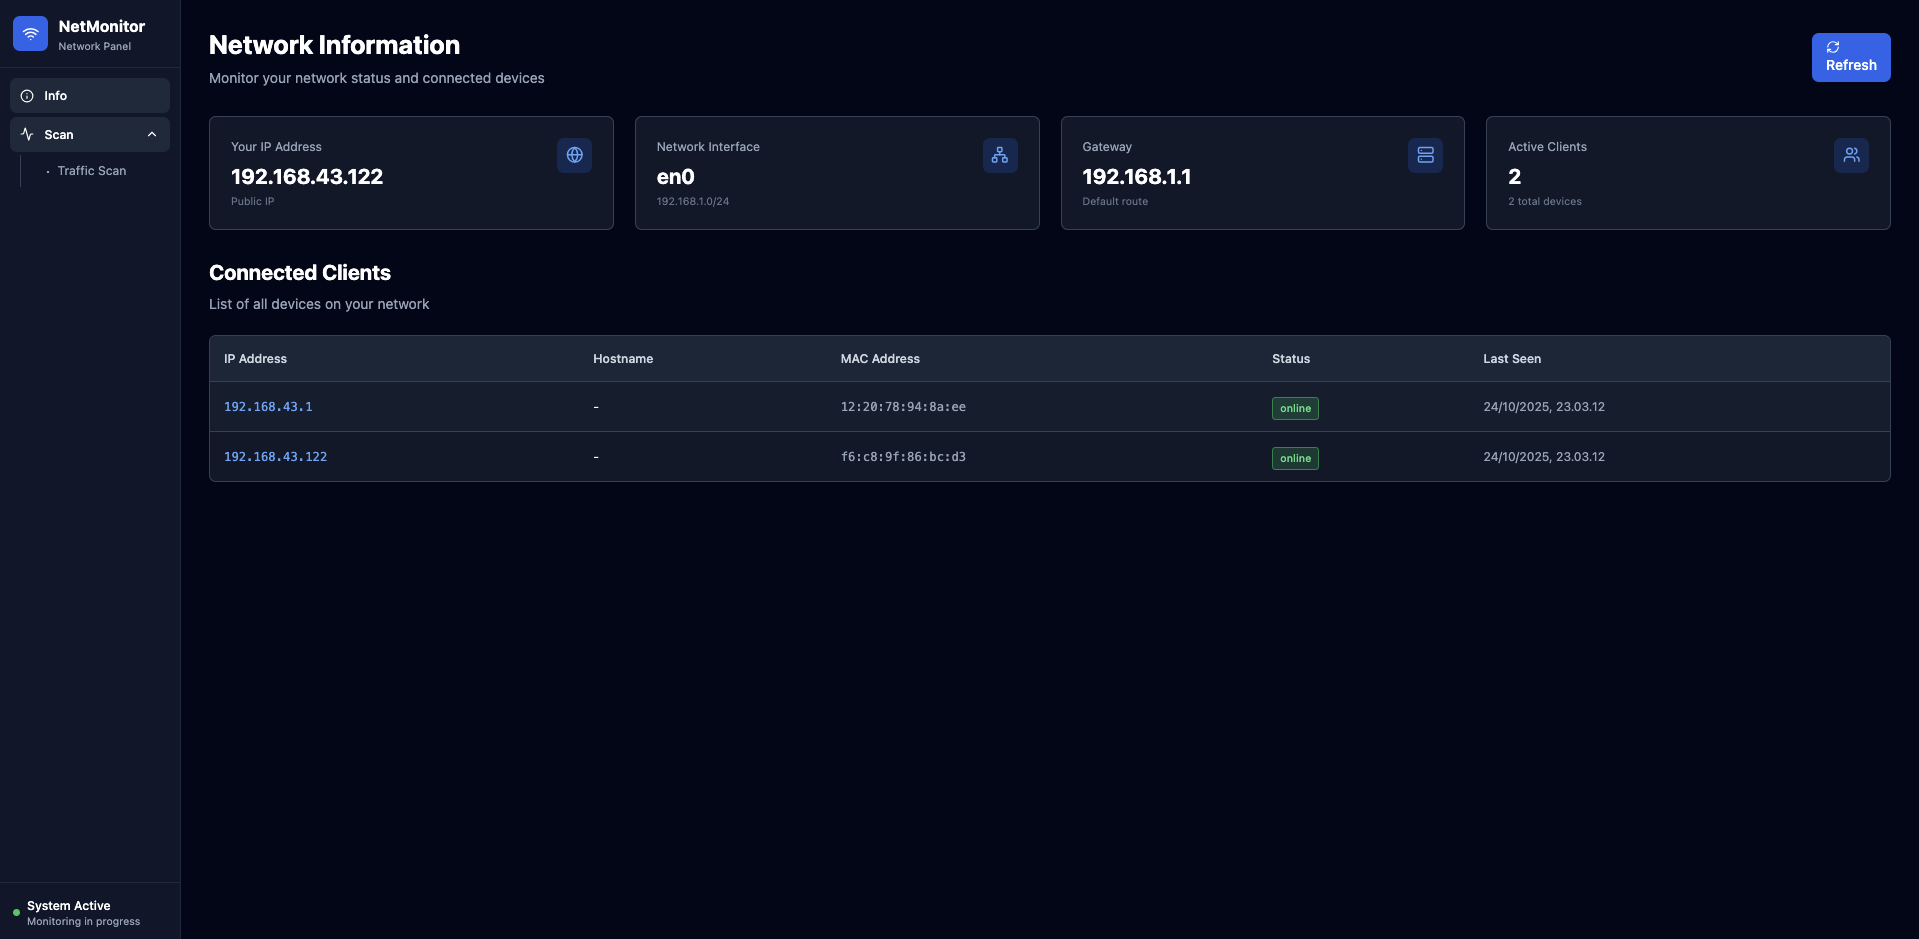 NetMonitor
Network Panel
Info
Scan
• Traffic Scan
System Active
Monitoring in progress
Network Information
Monitor your network status and connected devices
Refresh
Your IP Address
192.168.43.122
Public IP
Network Interface
en0
192.168.1.0/24
Gateway
192.168.1.1
Default route
Active Clients
2
2 total devices
Connected Clients
List of all devices on your network
IP Address Hostname MAC Address Status Last Seen
192.168.43.1 - 12:20:78:94:8a:ee online 24/10/2025, 23.03.12
192.168.43.122 - f6:c8:9f:86:bc:d3 online 24/10/2025, 23.03.12